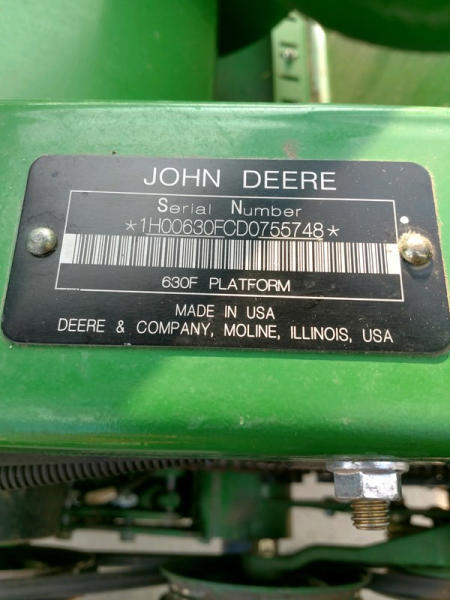 JOHN DEERE
Serial Number
*1H00630FCD0755748*
630F PLATFORM
MADE IN USA
DEERE & COMPANY, MOLINE, ILLINOIS, USA